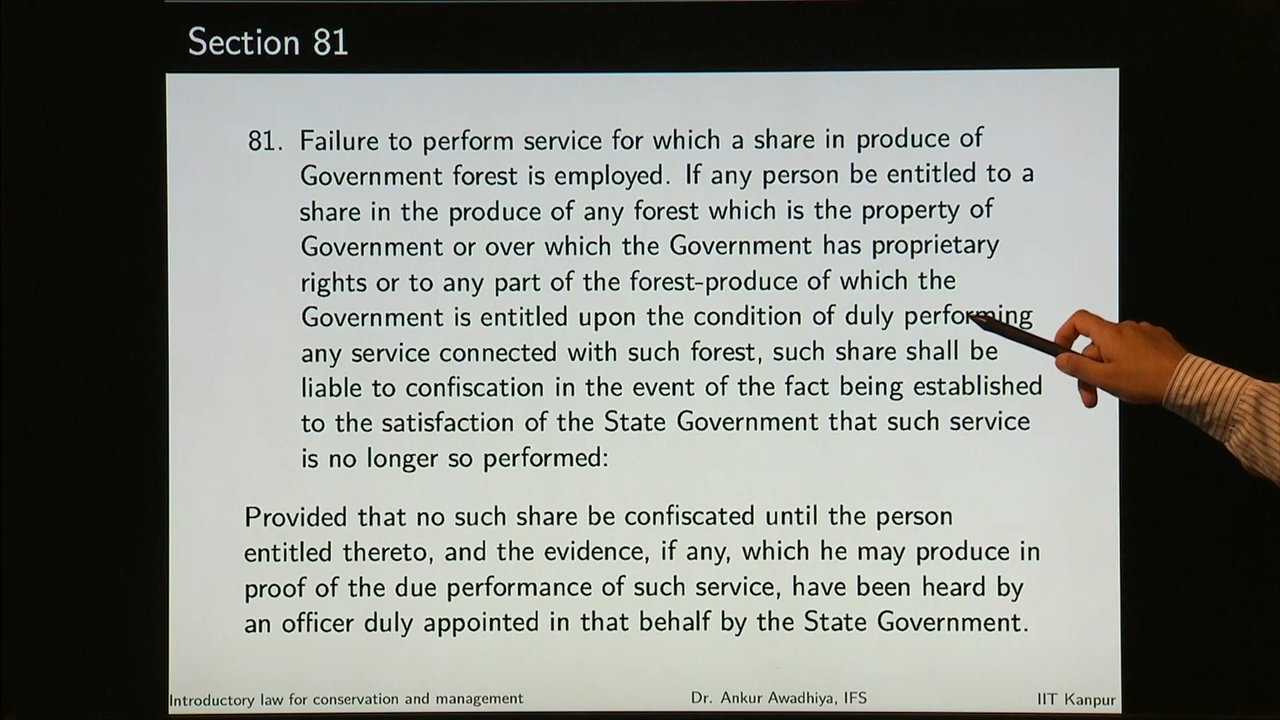 Section 81
81. Failure to perform service for which a share in produce of
Government forest is employed. If any person be entitled to a
share in the produce of any forest which is the property of
Government or over which the Government has proprietary
rights or to any part of the forest-produce of which the
Government is entitled upon the condition of duly performing
any service connected with such forest, such share shall be
liable to confiscation in the event of the fact being established
to the satisfaction of the State Government that such service
is no longer so performed:
Provided that no such share be confiscated until the person
entitled thereto, and the evidence, if any, which he may produce in
proof of the due performance of such service, have been heard by
an officer duly appointed in that behalf by the State Government.
Introductory law for conservation and management Dr. Ankur Awadhiya, IFS IIT Kanpur